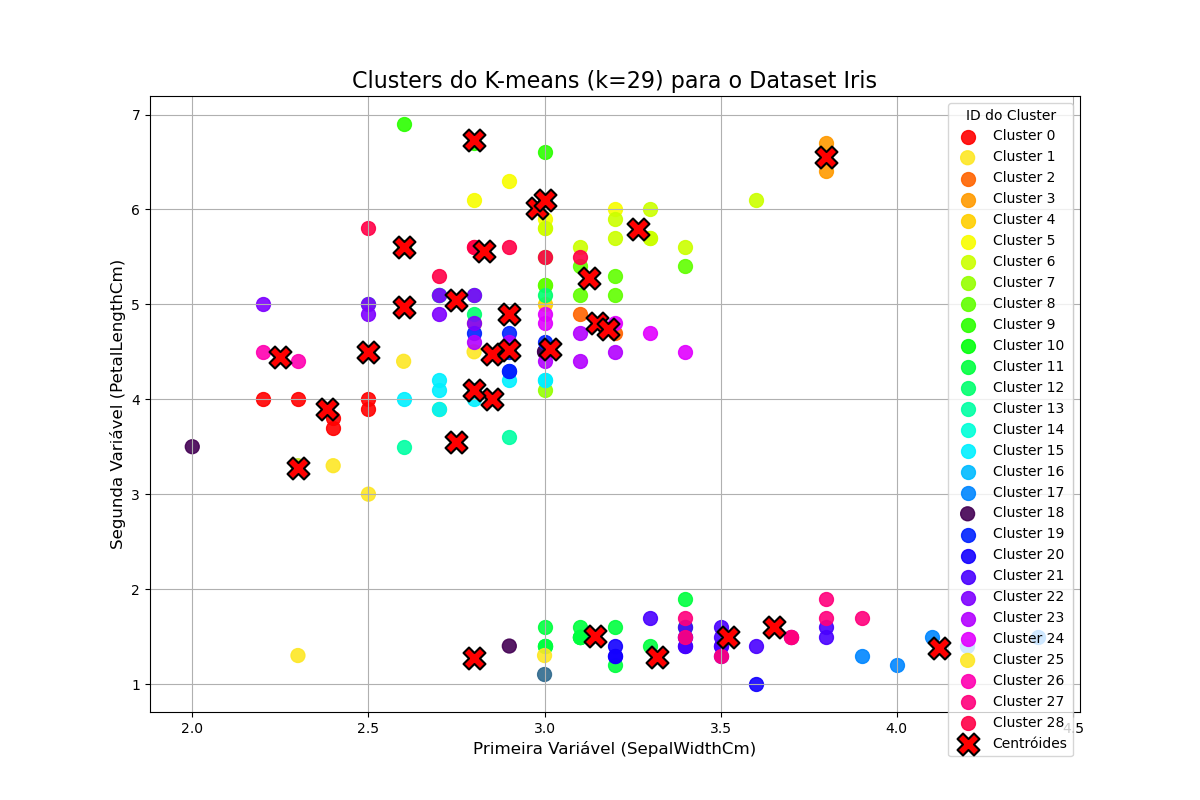 Clusters do K-means (k=29) para o Dataset Iris
ID do Cluster
Cluster 0
Cluster 1
Cluster 2
Cluster 3
Cluster 4
Cluster 5
Cluster 6
Cluster 7
Cluster 8
Cluster 9
Cluster 10
Cluster 11
Cluster 12
Cluster 13
Cluster 14
Cluster 15
Cluster 16
Cluster 17
Cluster 18
Cluster 19
Cluster 20
Cluster 21
Cluster 22
Cluster 23
Cluster 24
Cluster 25
Cluster 26
Cluster 27
Cluster 28
Centróides
Segunda Variável (PetalLengthCm)
7
6
5
4
3
2
1
2.0
2.5
3.0
3.5
4.0
4.5
Primeira Variável (SepalWidthCm)